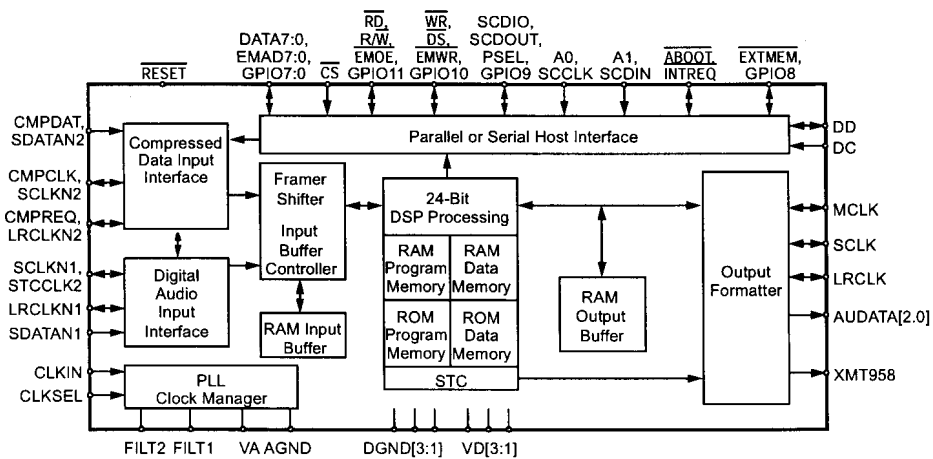 RD,
WR,
SCDIO,
DATA7:0,
R/W,
DS,
SCDOUT,
EMAD7:0,
EMOE,
EMWR,
PSEL,
A0,
A1,
ABOOT,
EXTMEM,
RESET
GPIO7:0
CS
GPIO11
GPIO10
GPIO9
SCCLK
SCDIN
INTREQ
GPIO8
CMPDAT,
SDATAN2
CMPCLK,
SCLKN2
CMPREQ,
LRCLKN2
SCLKN1,
STCCLK2
LRCLKN1
SDATAN1
CLKIN
CLKSEL
Compressed
Data Input
Interface
Digital
Audio
Input
Interface
Parallel or Serial Host Interface
Framer
Shifter
Input
Buffer
Controller
RAM Input
Buffer
24-Bit
DSP Processing
RAM
Program
Memory
RAM
Data
Memory
ROM
Program
Memory
ROM
Data
Memory
STC
RAM
Output
Buffer
Output
Formatter
PLL
Clock Manager
DD
DC
MCLK
SCLK
LRCLK
AUDATA[2.0]
XMT958
FILT2 FILT1 VA AGND DGND[3:1] VD[3:1]